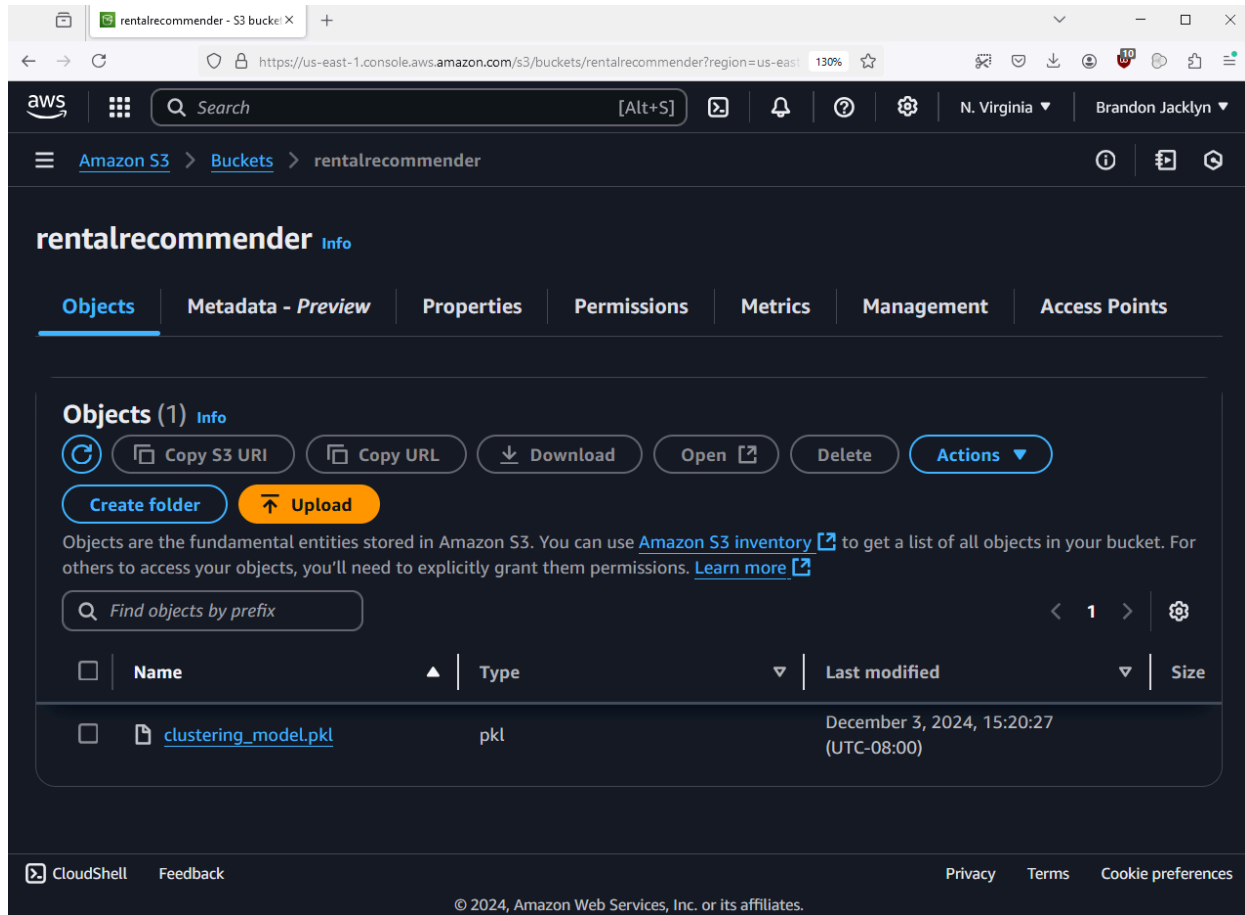 rentalrecommender - S3 bucket
https://us-east-1.console.aws.amazon.com/s3/buckets/rentalrecommender?region=us-east 130% 10
aws Search [Alt+S] N. Virginia ▼ Brandon Jacklyn ▼
Amazon S3 > Buckets > rentalrecommender
rentalrecommender Info
Objects Metadata - Preview Properties Permissions Metrics Management Access Points
Objects (1) Info
Copy S3 URI Copy URL Download Open Delete Actions ▼
Create folder Upload
Objects are the fundamental entities stored in Amazon S3. You can use Amazon S3 inventory to get a list of all objects in your bucket. For
others to access your objects, you'll need to explicitly grant them permissions. Learn more
Find objects by prefix 1
Name Type Last modified Size
clustering_model.pkl pkl December 3, 2024, 15:20:27
(UTC-08:00)
CloudShell Feedback Privacy Terms Cookie preferences
© 2024, Amazon Web Services, Inc. or its affiliates.